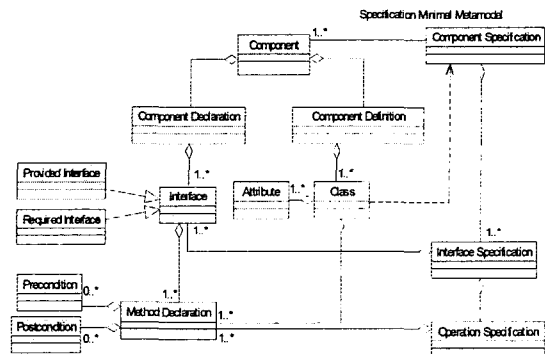 Specification Minimal Metamodel
Component
1..*
Component Specification
Component Declaration
Component Definition
1..*
1..*
Provided Interface
Interface
Attribute
1..*
Class
Required Interface
1..*
1..*
Interface Specification
Precondition
0..*
1..*
Method Declaration
1..*
Postcondition
0..*
1..*
Operation Specification